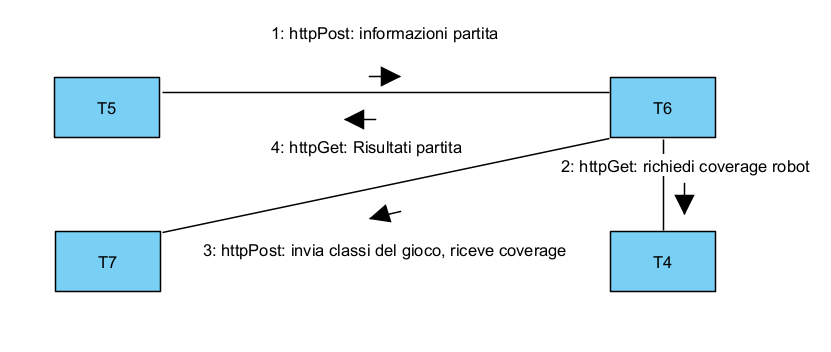 1: httpPost: informazioni partita
T5
T6
4: httpGet: Risultati partita
2: httpGet: richiedi coverage robot
3: httpPost: invia classi del gioco, riceve coverage
T7
T4